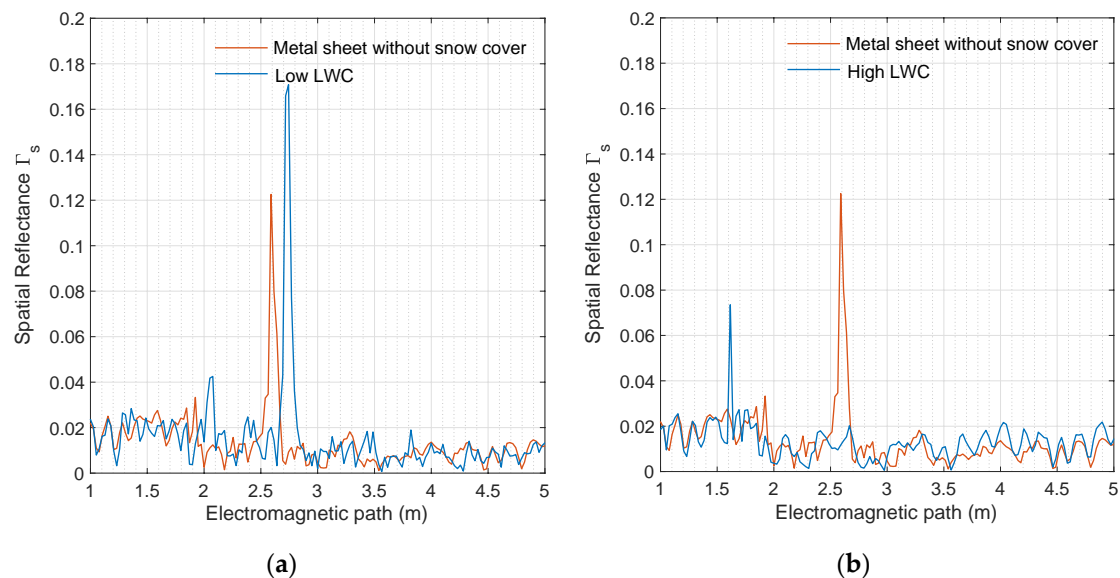 Metal sheet without snow cover
Low LWC
0.2
0.18
0.16
0.14
0.12
0.1
0.08
0.06
0.04
0.02
0
Spatial Reflectance Γs
1 1.5 2 2.5 3 3.5 4 4.5 5
Electromagnetic path (m)
(a)
Metal sheet without snow cover
High LWC
0.2
0.18
0.16
0.14
0.12
0.1
0.08
0.06
0.04
0.02
0
Spatial Reflectance Γs
1 1.5 2 2.5 3 3.5 4 4.5 5
Electromagnetic path (m)
(b)